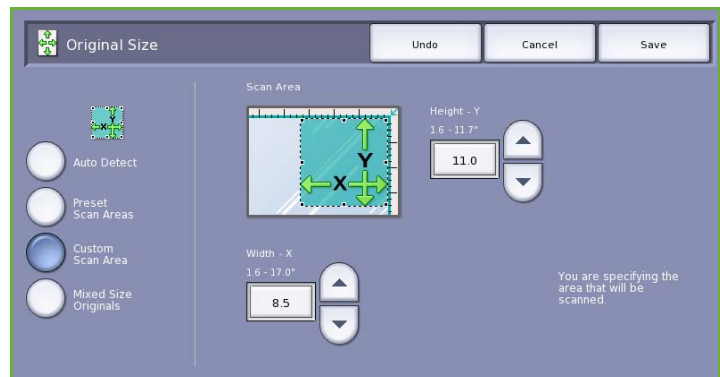 Original Size
Undo
Cancel
Save
Auto Detect
Preset
Scan Areas
Custom
Scan Area
Mixed Size
Originals
Scan Area
Y
X
Height - Y
1.6 - 11.7"
11.0
Width - X
1.6 - 17.0"
8.5
You are specifying the
area that will be
scanned.